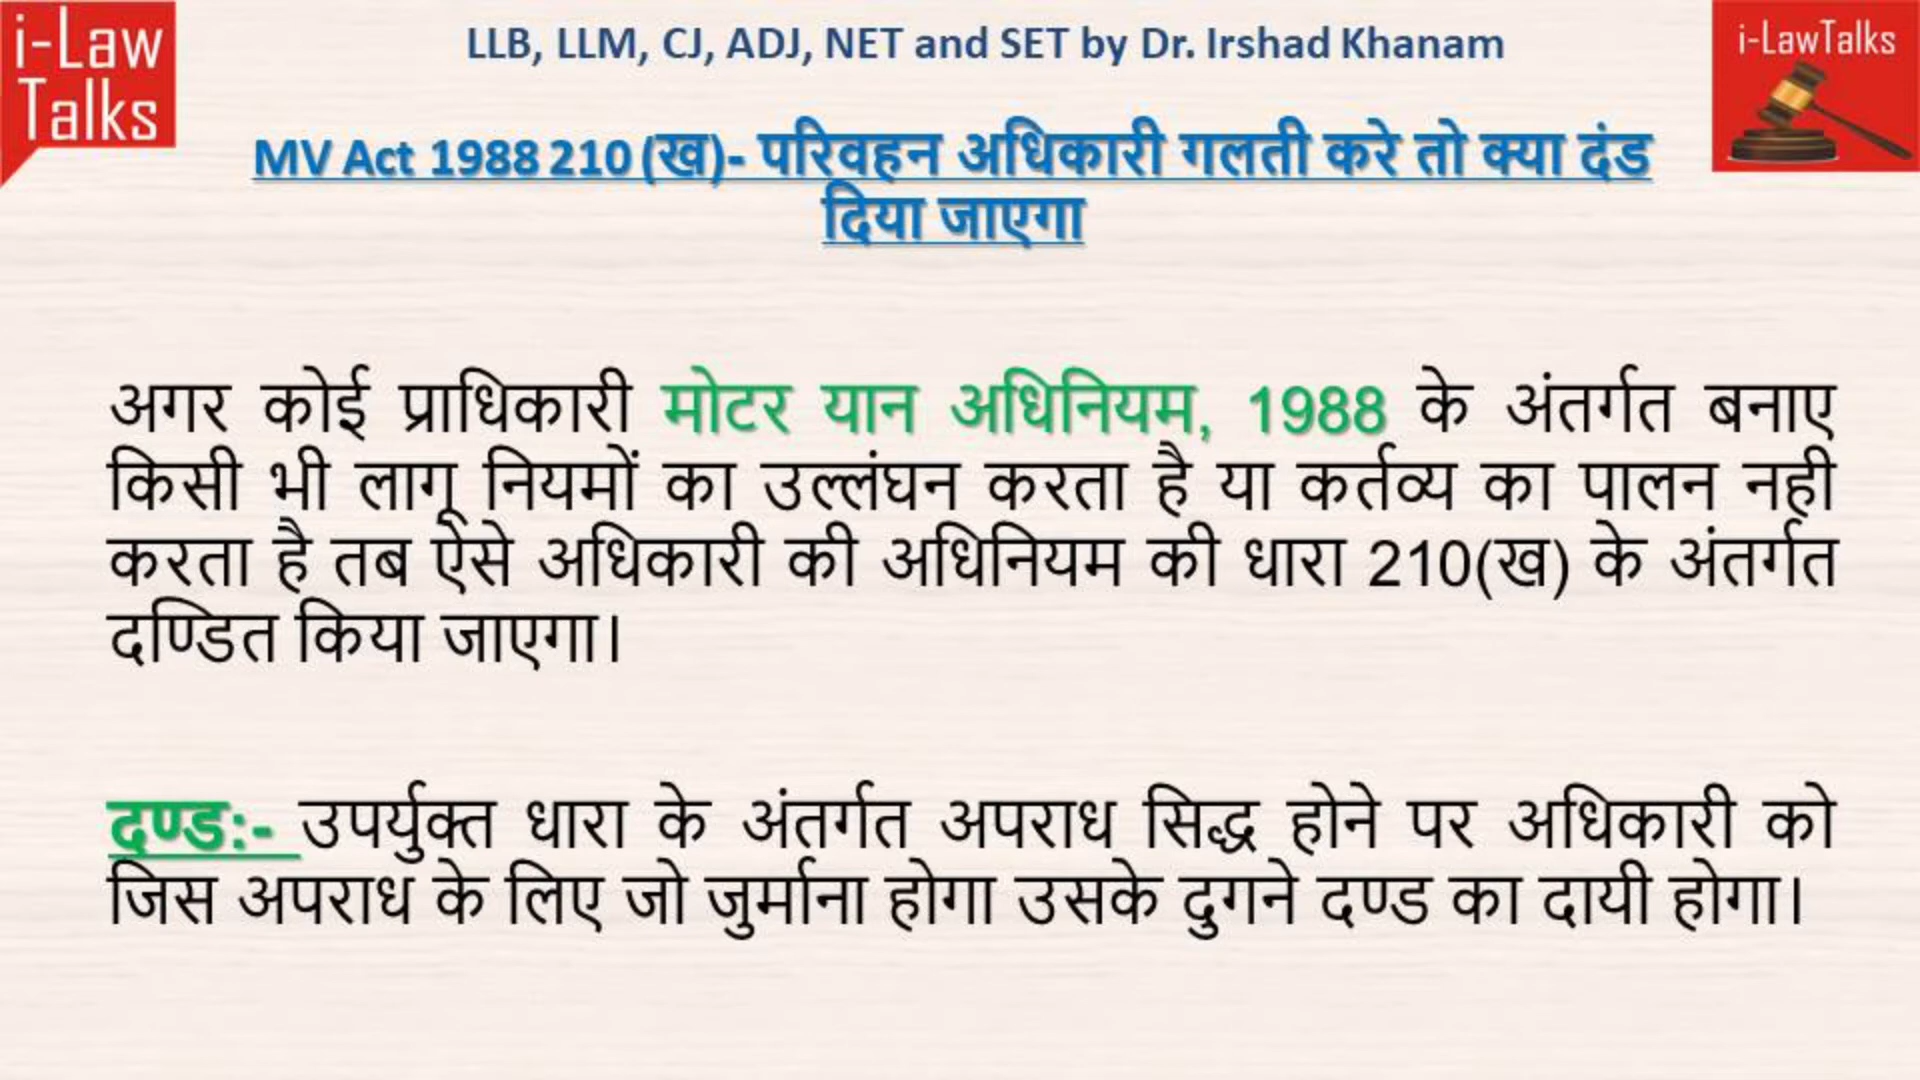 i-Law
Talks
LLB, LLM, CJ, ADJ, NET and SET by Dr. Irshad Khanam
i-LawTalks
MV Act 1988 210 (ख)- परिवहन अधिकारी गलती करे तो क्या दंड
दिया जाएगा
अगर कोई प्राधिकारी मोटर यान अधिनियम, 1988 के अंतर्गत बनाए
किसी भी लागू नियमों का उल्लंघन करता है या कर्तव्य का पालन नही
करता है तब ऐसे अधिकारी की अधिनियम की धारा 210(ख) के अंतर्गत
दण्डित किया जाएगा।
दण्ड:- उपर्युक्त धारा के अंतर्गत अपराध सिद्ध होने पर अधिकारी को
जिस अपराध के लिए जो जुर्माना होगा उसके दुगने दण्ड का दायी होगा।